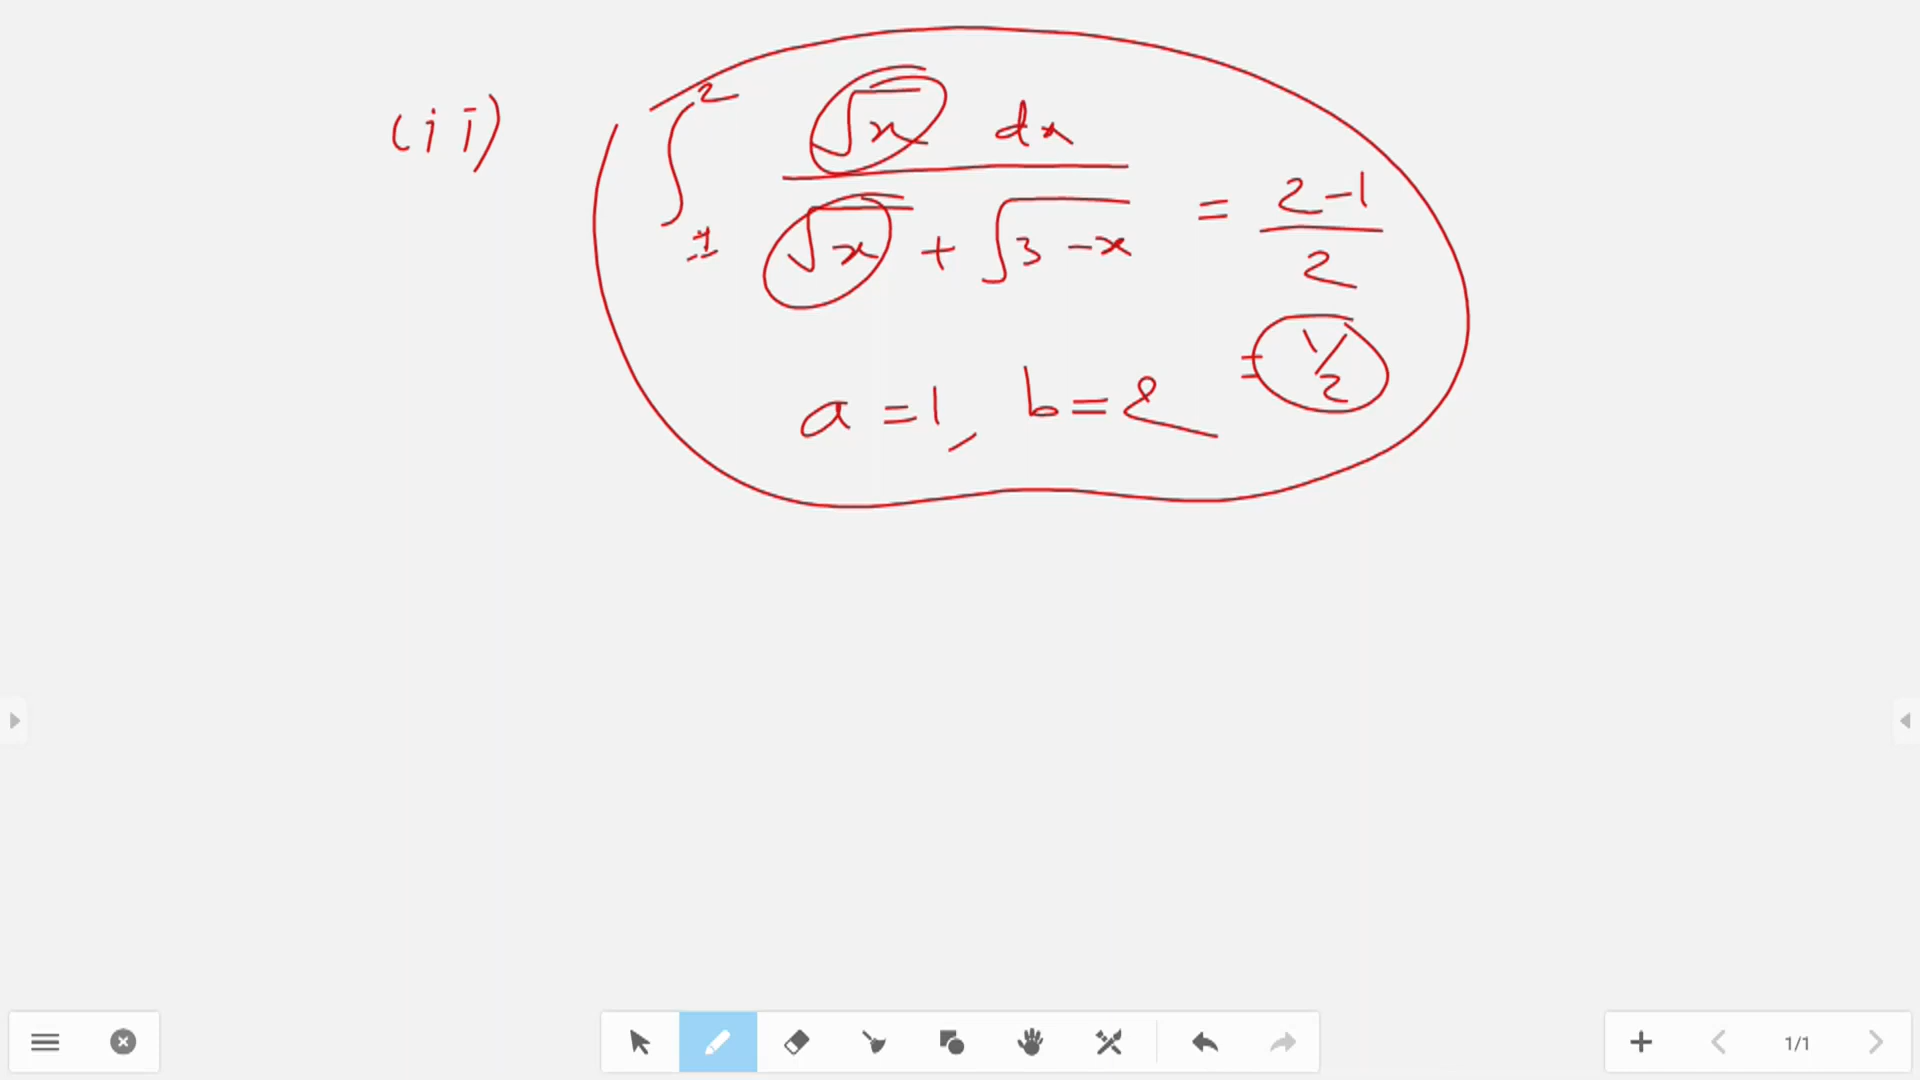 (ii) ∫₁² √x dx / (√x + √3-x) = 2-1 / 2
= 1/2
a = 1, b = 2
1/1